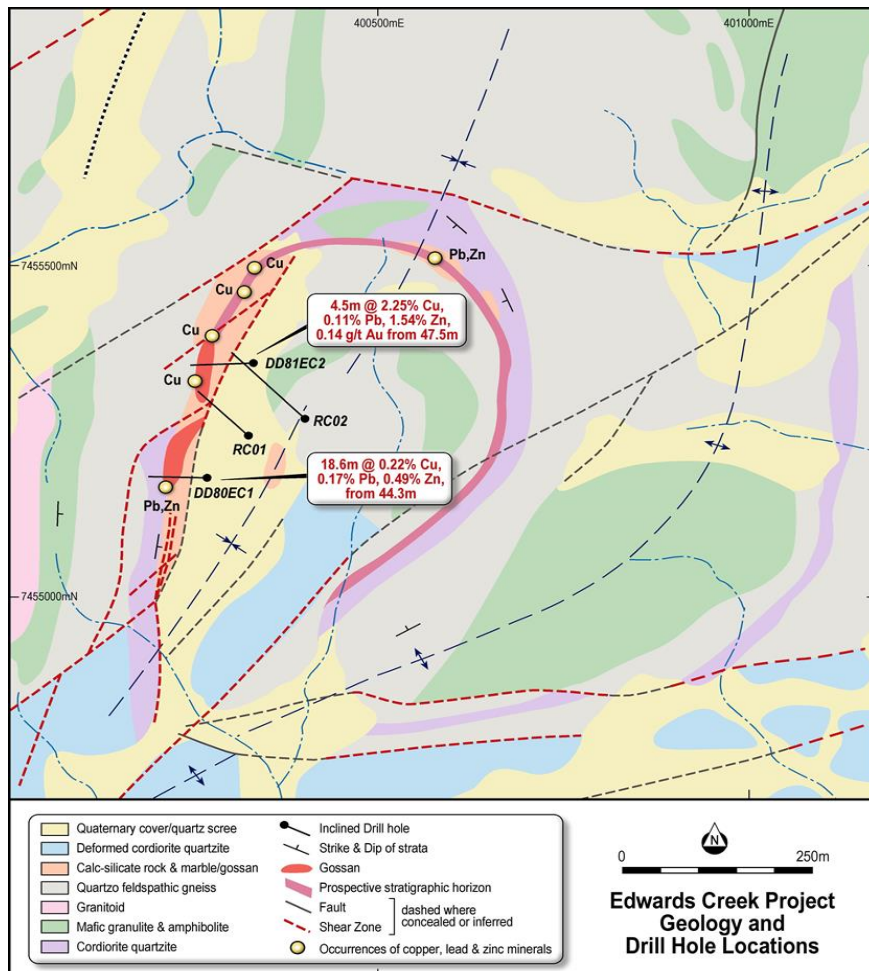 400500mE
401000mE
Pb,Zn
7455500mN
Cu
Cu
4.5m @ 2.25% Cu,
0.11% Pb, 1.54% Zn,
0.14 g/t Au from 47.5m
Cu
DD81EC2
Cu
RC02
RC01
18.6m @ 0.22% Cu,
0.17% Pb, 0.49% Zn,
from 44.3m
DD80EC1
Pb,Zn
7455000mN
Quaternary cover/quartz scree
Deformed cordiorite quartzite
Calc-silicate rock & marble/gossan
Quartzo feldspathic gneiss
Granitoid
Mafic granulite & amphibolite
Cordiorite quartzite
Inclined Drill hole
Strike & Dip of strata
Gossan
Prospective stratigraphic horizon
Fault
Shear Zone
dashed where
concealed or inferred
Occurrences of copper, lead & zinc minerals
N
0 250m
Edwards Creek Project
Geology and
Drill Hole Locations